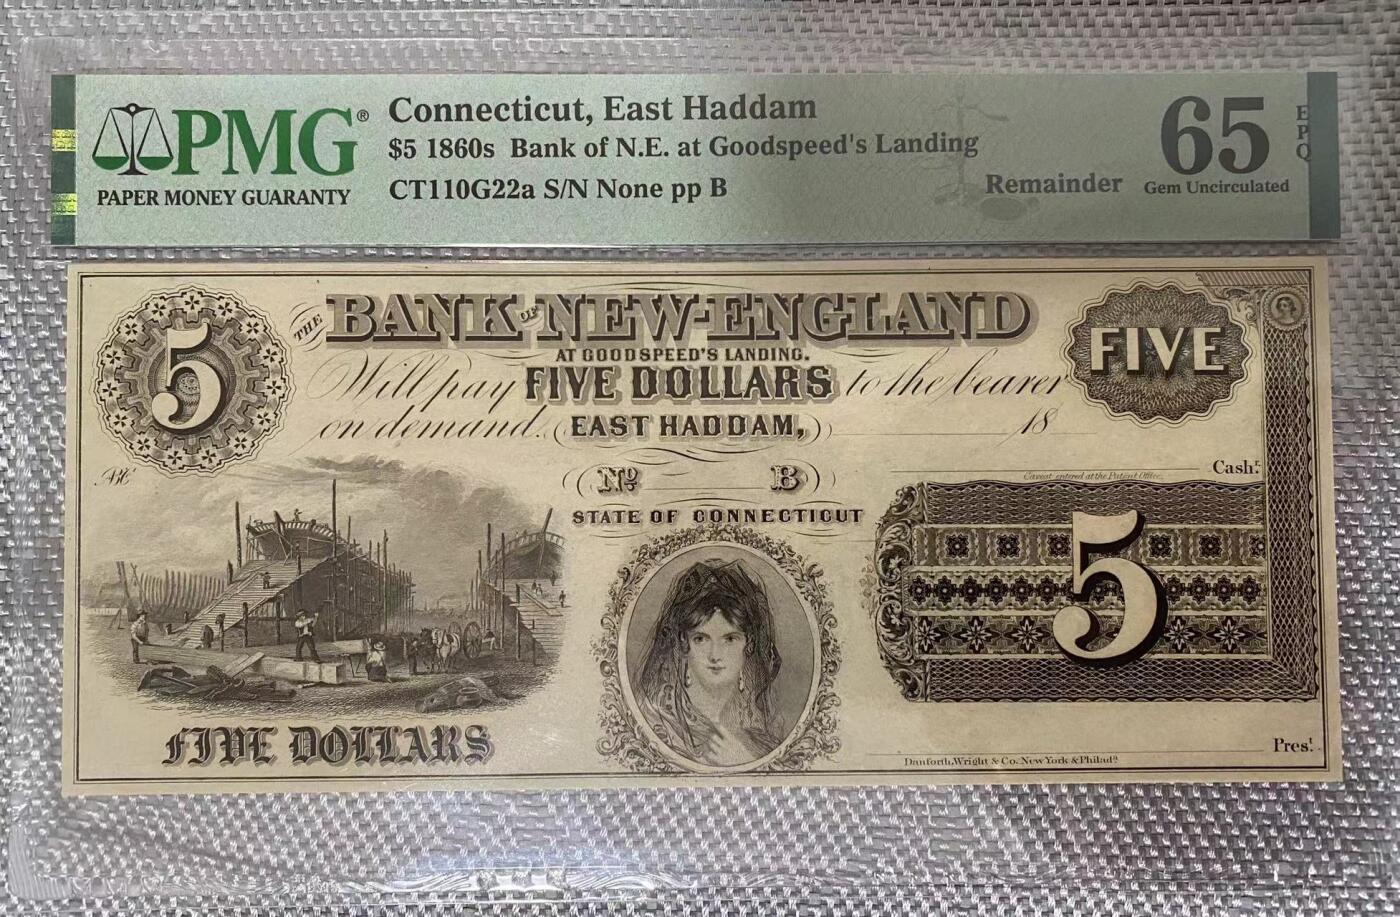 PMG®
PAPER MONEY GUARANTY
Connecticut, East Haddam
$5 1860s Bank of N.E. at Goodspeed's Landing
CT110G22a S/N None pp B
Remainder
65
Gem Uncirculated
EPQ
5
THE BANK OF NEW-ENGLAND
AT GOODSPEED'S LANDING.
FIVE
Will pay FIVE DOLLARS to the bearer
on demand. EAST HADDAM, 18
Nº B
Cashr.
Caveat entered at the Patent Office.
STATE OF CONNECTICUT
5
FIVE DOLLARS
Prest.
Danforth, Wright & Co. New York & Philada